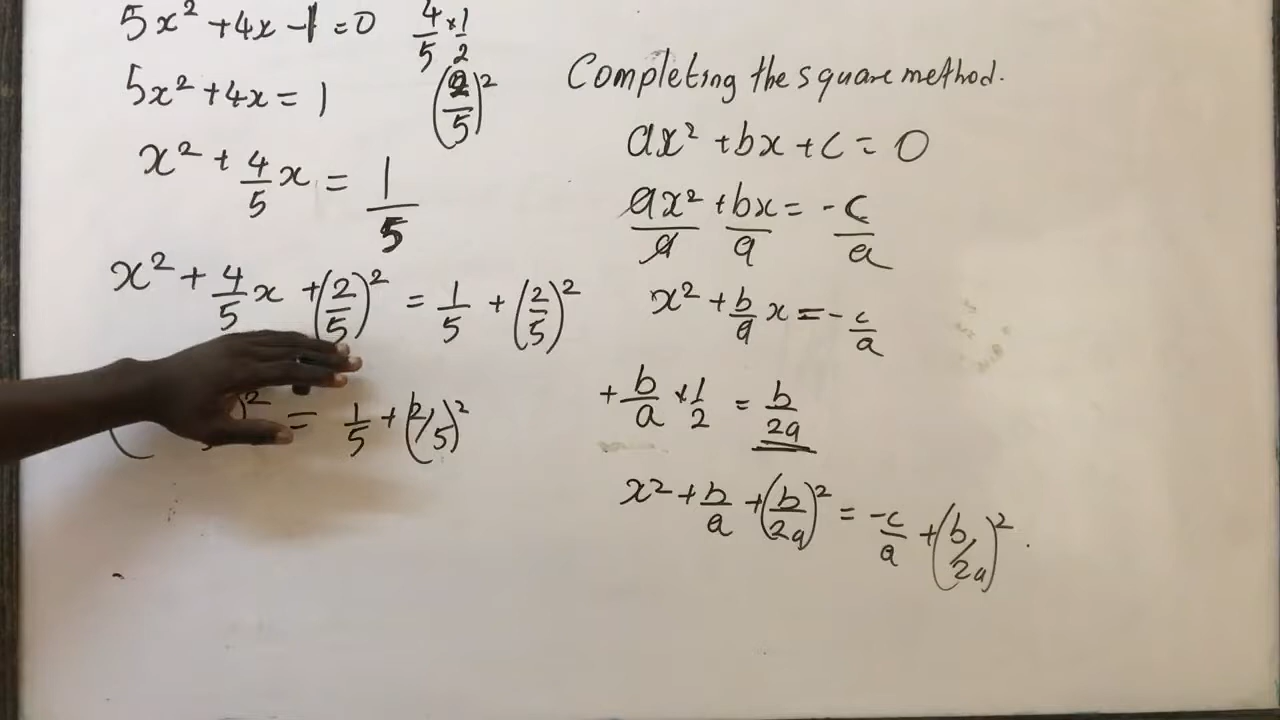 5x² + 4x - 1 = 0
4/5 × 1/2
5x² + 4x = 1
(2/5)²
x² + 4/5 x = 1/5
x² + 4/5 x + (2/5)² = 1/5 + (2/5)²
( )² = 1/5 + (2/5)²
Completing the square method.
ax² + bx + c = 0
ax²/a + bx/a = -c/a
x² + b/a x = - c/a
+ b/a × 1/2 = b/2a
x² + b/a + (b/2a)² = -c/a + (b/2a)².